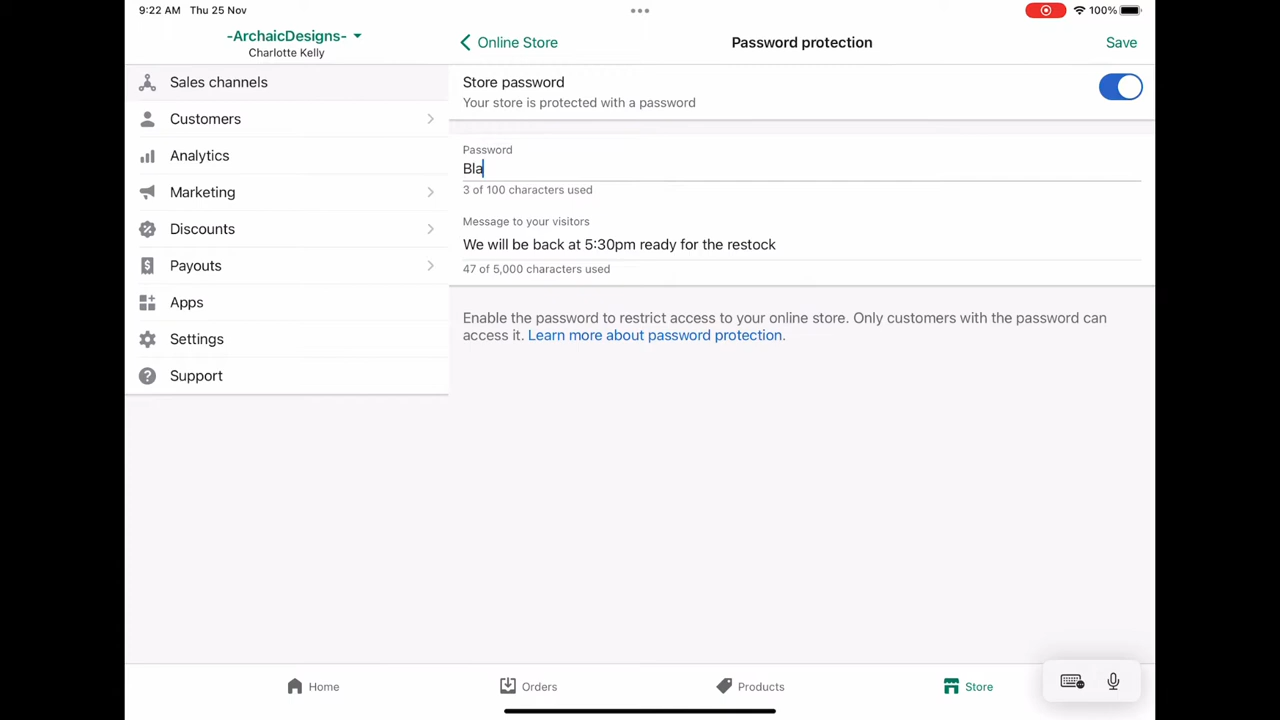 9:22 AM Thu 25 Nov
100%
-ArchaicDesigns-
Charlotte Kelly
Sales channels
Customers
Analytics
Marketing
Discounts
Payouts
Apps
Settings
Support
Online Store
Password protection
Save
Store password
Your store is protected with a password
Password
Bla
3 of 100 characters used
Message to your visitors
We will be back at 5:30pm ready for the restock
47 of 5,000 characters used
Enable the password to restrict access to your online store. Only customers with the password can
access it. Learn more about password protection.
Home
Orders
Products
Store